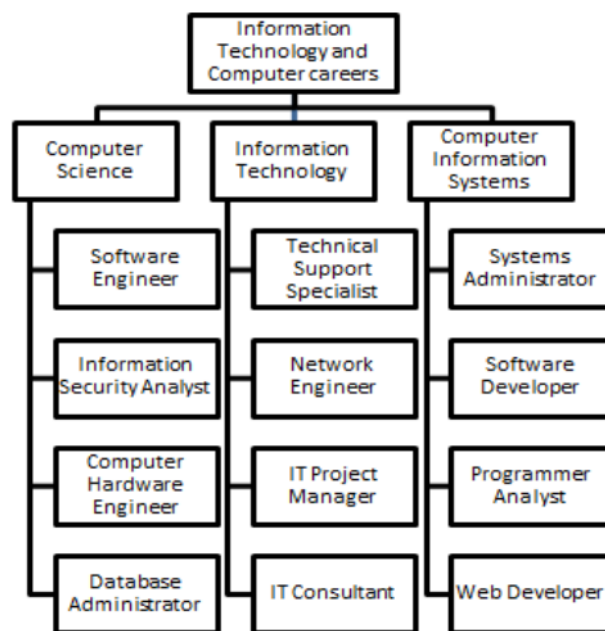 Information
Technology and
Computer careers
Computer
Science
Information
Technology
Computer
Information
Systems
Software
Engineer
Information
Security Analyst
Computer
Hardware
Engineer
Database
Administrator
Technical
Support
Specialist
Network
Engineer
IT Project
Manager
IT Consultant
Systems
Administrator
Software
Developer
Programmer
Analyst
Web Developer